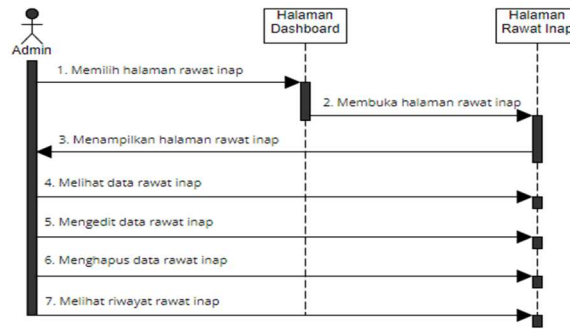 Halaman
Dashboard
Halaman
Rawat Inap
Admin
1. Memilih halaman rawat inap
2. Membuka halaman rawat inap
3. Menampilkan halaman rawat inap
4. Melihat data rawat inap
5. Mengedit data rawat inap
6. Menghapus data rawat inap
7. Melihat riwayat rawat inap